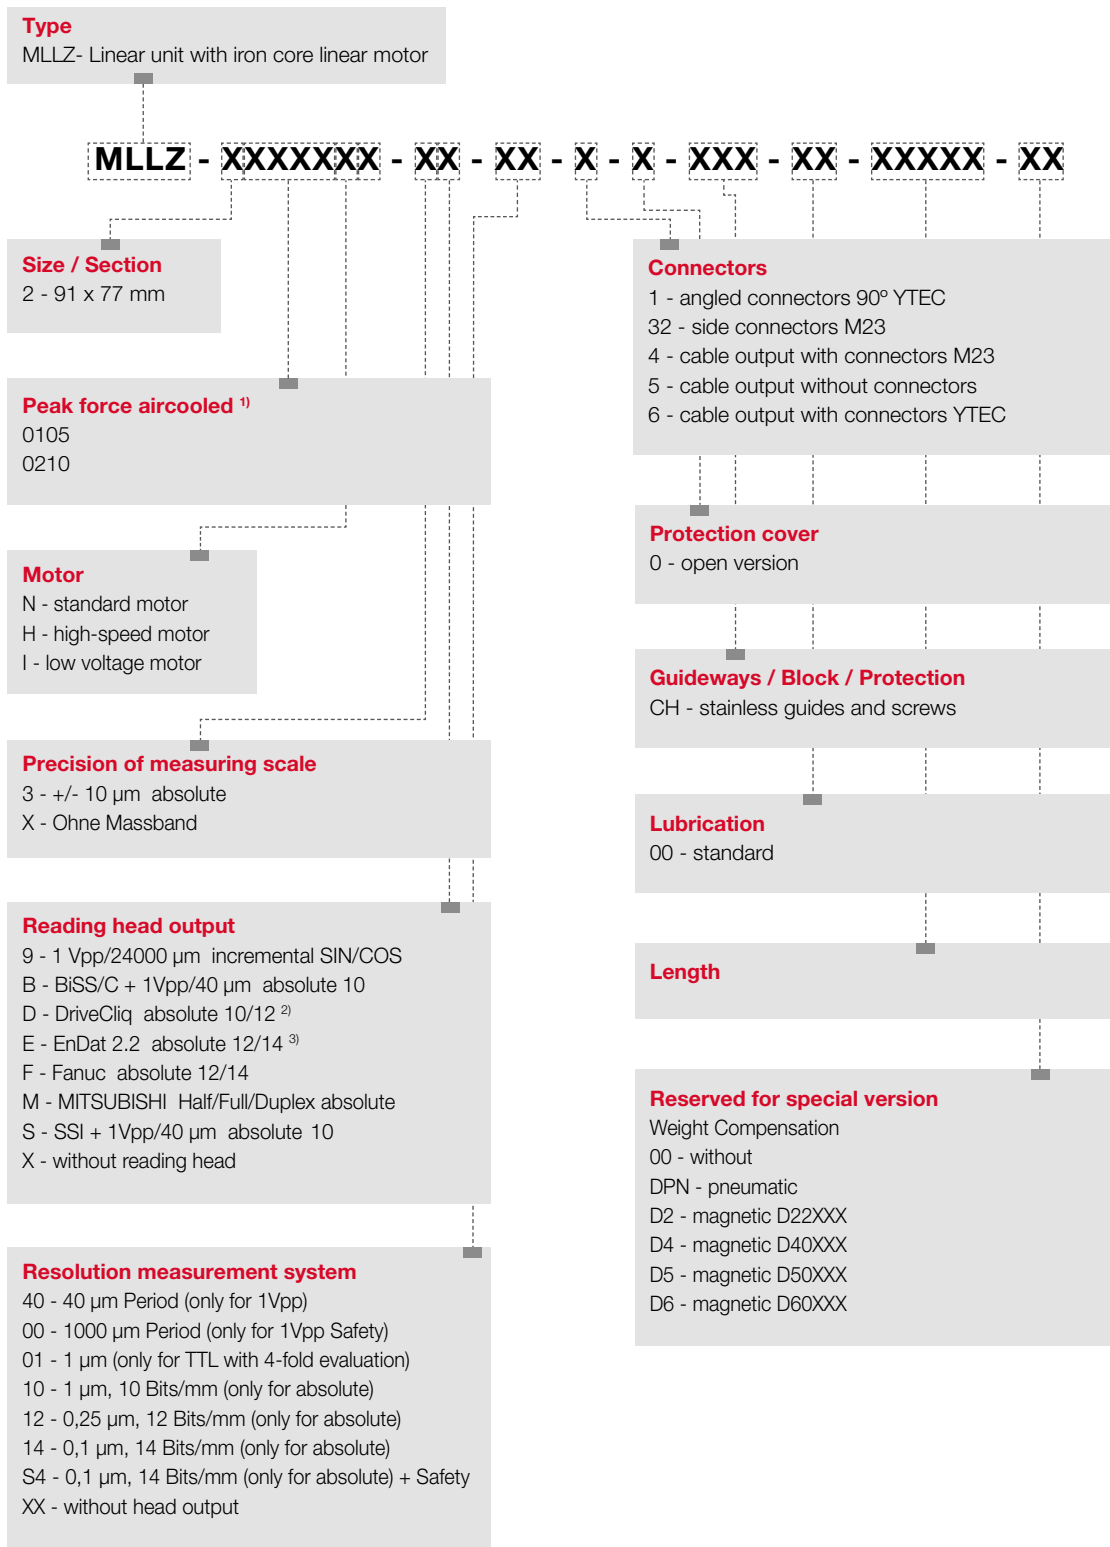 Type
MLLZ- Linear unit with iron core linear motor
MLLZ - XXXXXXX - XX - XX - X - X - XXX - XX - XXXXX - XX
Size / Section
2 - 91 x 77 mm
Peak force aircooled 1)
0105
0210
Motor
N - standard motor
H - high-speed motor
I - low voltage motor
Precision of measuring scale
3 - +/- 10 µm absolute
X - Ohne Massband
Reading head output
9 - 1 Vpp/24000 µm incremental SIN/COS
B - BiSS/C + 1Vpp/40 µm absolute 10
D - DriveCliq absolute 10/12 2)
E - EnDat 2.2 absolute 12/14 3)
F - Fanuc absolute 12/14
M - MITSUBISHI Half/Full/Duplex absolute
S - SSI + 1Vpp/40 µm absolute 10
X - without reading head
Resolution measurement system
40 - 40 µm Period (only for 1Vpp)
00 - 1000 µm Period (only for 1Vpp Safety)
01 - 1 µm (only for TTL with 4-fold evaluation)
10 - 1 µm, 10 Bits/mm (only for absolute)
12 - 0,25 µm, 12 Bits/mm (only for absolute)
14 - 0,1 µm, 14 Bits/mm (only for absolute)
S4 - 0,1 µm, 14 Bits/mm (only for absolute) + Safety
XX - without head output
Connectors
1 - angled connectors 90º YTEC
32 - side connectors M23
4 - cable output with connectors M23
5 - cable output without connectors
6 - cable output with connectors YTEC
Protection cover
0 - open version
Guideways / Block / Protection
CH - stainless guides and screws
Lubrication
00 - standard
Length
Reserved for special version
Weight Compensation
00 - without
DPN - pneumatic
D2 - magnetic D22XXX
D4 - magnetic D40XXX
D5 - magnetic D50XXX
D6 - magnetic D60XXX